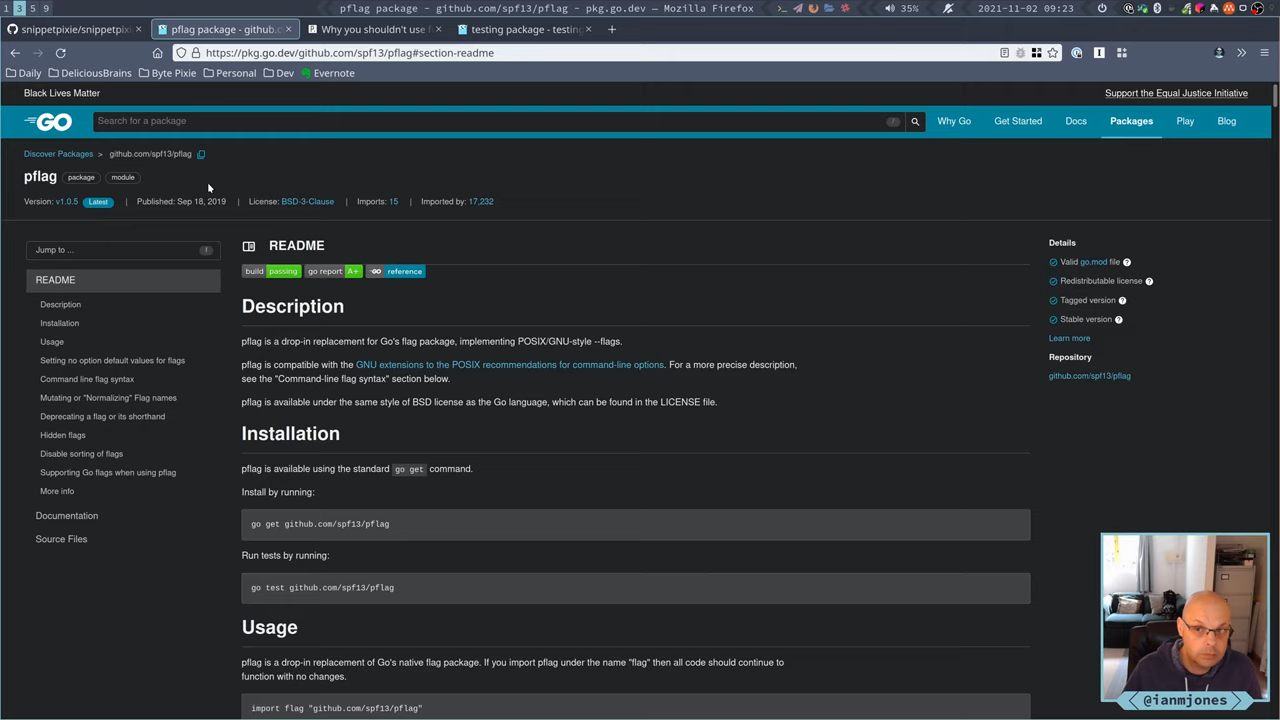 1 3 5 9
pflag package - github.com/spf13/pflag - pkg.go.dev — Mozilla Firefox
35%
2021-11-02 09:23
snippetpixie/snippetpix
pflag package - github.co
Why you shouldn't use f
testing package - testing
https://pkg.go.dev/github.com/spf13/pflag#section-readme
Daily
DeliciousBrains
Byte Pixie
Personal
Dev
Evernote
Black Lives Matter
Support the Equal Justice Initiative
GO
Search for a package
/
Why Go
Get Started
Docs
Packages
Play
Blog
Discover Packages > github.com/spf13/pflag
pflag package module
Version: v1.0.5 Latest | Published: Sep 18, 2019 | License: BSD-3-Clause | Imports: 15 | Imported by: 17,232
Jump to ...
f
README
Description
Installation
Usage
Setting no option default values for flags
Command line flag syntax
Mutating or "Normalizing" Flag names
Deprecating a flag or its shorthand
Hidden flags
Disable sorting of flags
Supporting Go flags when using pflag
More info
Documentation
Source Files
README
build passing go report A+ GO reference
Description
pflag is a drop-in replacement for Go's flag package, implementing POSIX/GNU-style --flags.
pflag is compatible with the GNU extensions to the POSIX recommendations for command-line options. For a more precise description,
see the "Command-line flag syntax" section below.
pflag is available under the same style of BSD license as the Go language, which can be found in the LICENSE file.
Installation
pflag is available using the standard go get command.
Install by running:
go get github.com/spf13/pflag
Run tests by running:
go test github.com/spf13/pflag
Usage
pflag is a drop-in replacement of Go's native flag package. If you import pflag under the name "flag" then all code should continue to
function with no changes.
import flag "github.com/spf13/pflag"
Details
Valid go.mod file
Redistributable license
Tagged version
Stable version
Learn more
Repository
github.com/spf13/pflag
@ianmjones